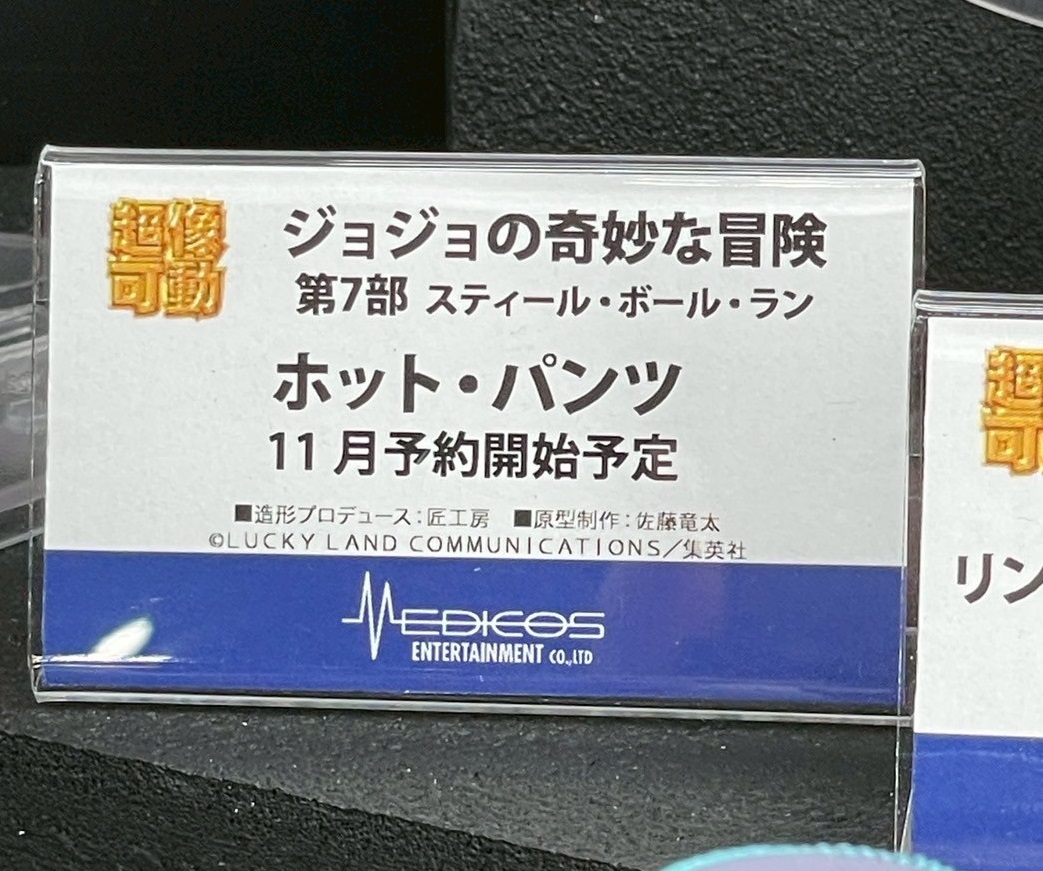 超像
可動
ジョジョの奇妙な冒険
第7部 スティール・ボール・ラン
ホット・パンツ
11月予約開始予定
■造形プロデュース：匠工房　■原型制作：佐藤竜太
©LUCKY LAND COMMUNICATIONS／集英社
MEDICOS
ENTERTAINMENT CO.,LTD
超
可
リン